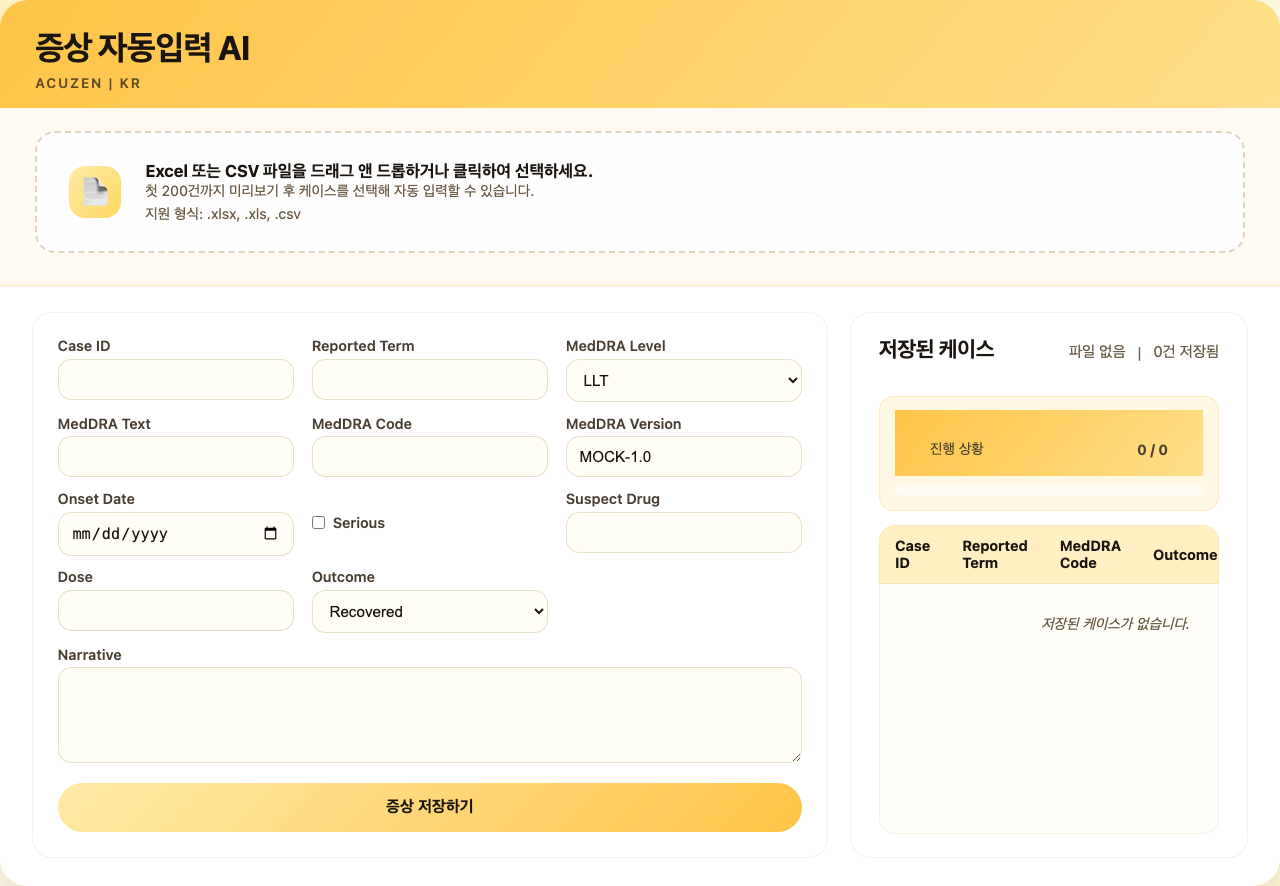 증상 자동입력 AI
ACUZEN | KR
Excel 또는 CSV 파일을 드래그 앤 드롭하거나 클릭하여 선택하세요.
첫 200건까지 미리보기 후 케이스를 선택해 자동 입력할 수 있습니다.
지원 형식: .xlsx, .xls, .csv
Case ID
Reported Term
MedDRA Level
LLT
MedDRA Text
MedDRA Code
MedDRA Version
MOCK-1.0
Onset Date
mm/dd/yyyy
Serious
Suspect Drug
Dose
Outcome
Recovered
Narrative
증상 저장하기
저장된 케이스
파일 없음 | 0건 저장됨
진행 상황
0 / 0
Case ID
Reported Term
MedDRA Code
Outcome
저장된 케이스가 없습니다.